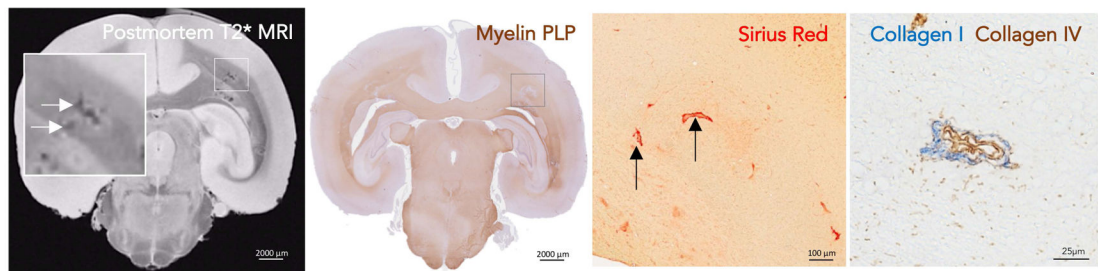 Postmortem T2* MRI
2000 µm
Myelin PLP
2000 µm
Sirius Red
100 µm
Collagen I Collagen IV
25µm